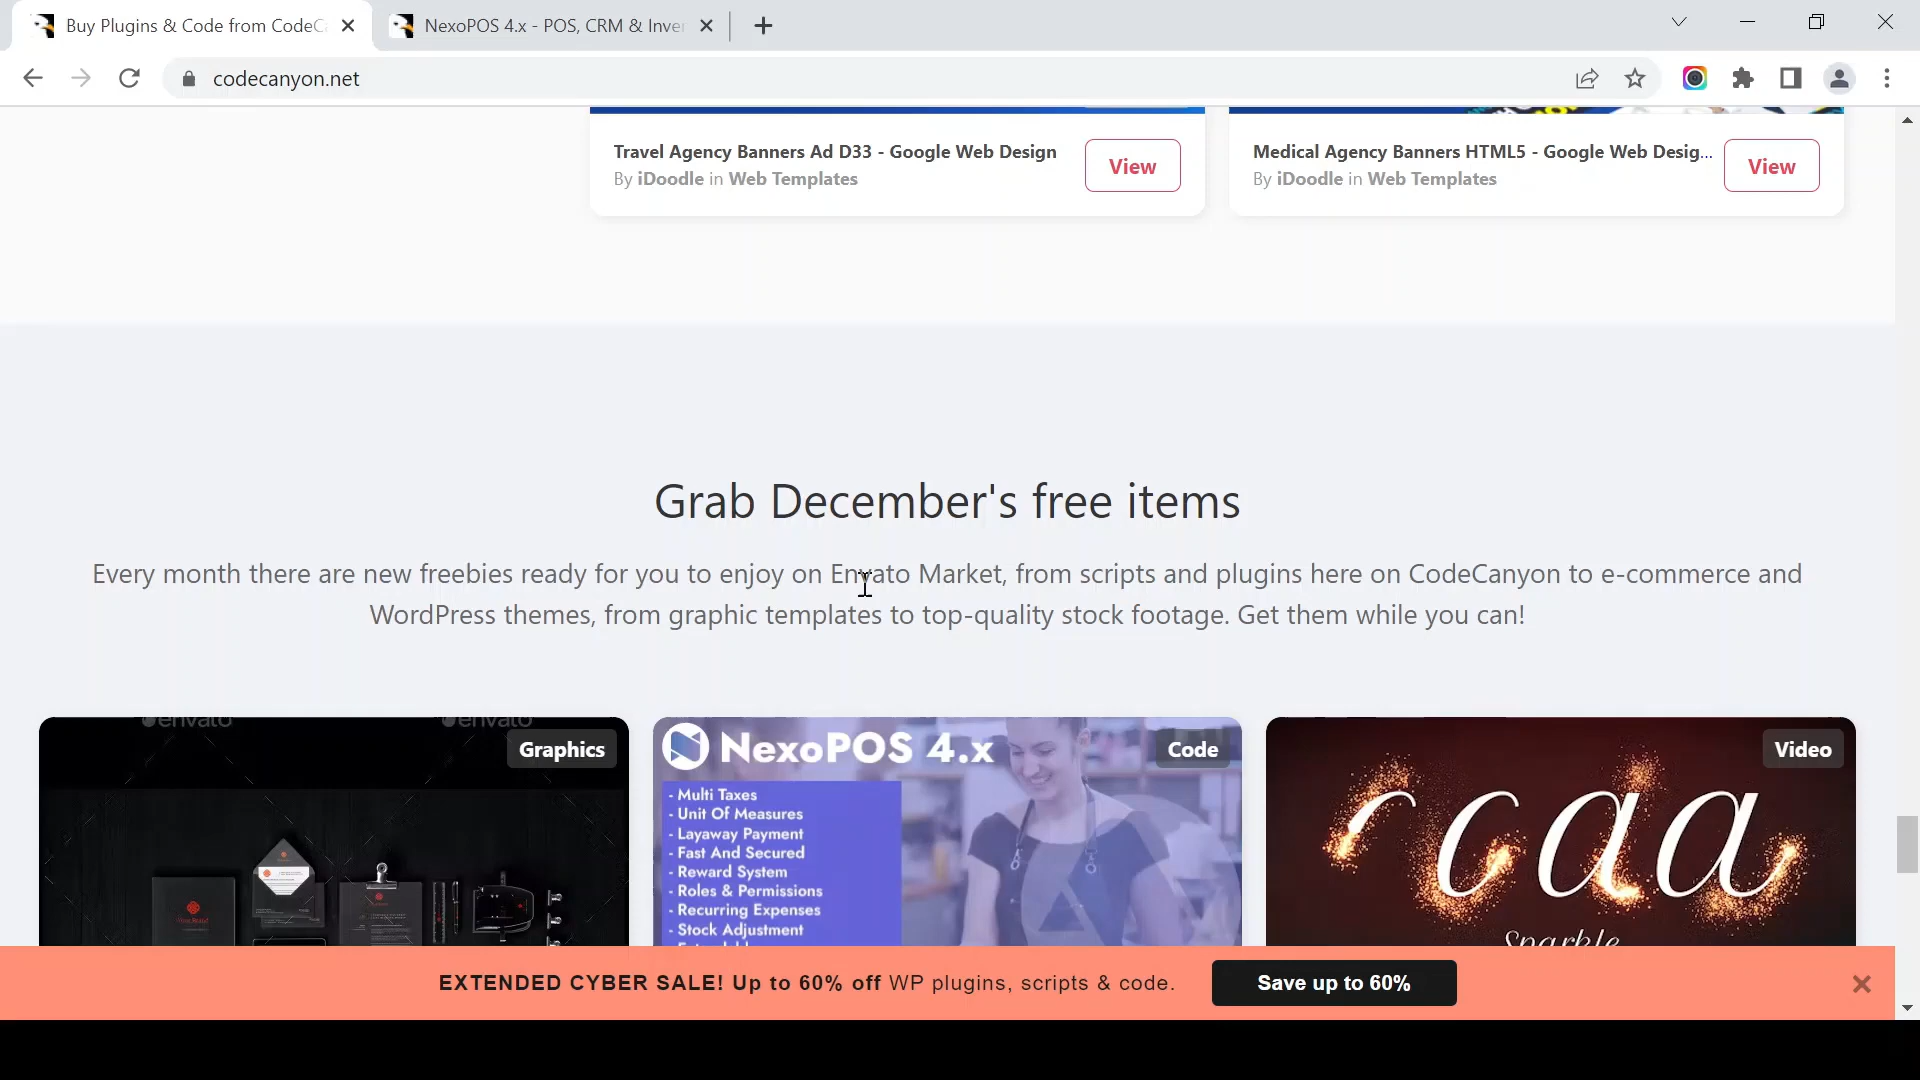 Buy Plugins & Code from CodeC
NexoPOS 4.x - POS, CRM & Inve
codecanyon.net
Travel Agency Banners Ad D33 - Google Web Design
By iDoodle in Web Templates
View
Medical Agency Banners HTML5 - Google Web Desig...
By iDoodle in Web Templates
View
Grab December's free items
Every month there are new freebies ready for you to enjoy on Envato Market, from scripts and plugins here on CodeCanyon to e-commerce and
WordPress themes, from graphic templates to top-quality stock footage. Get them while you can!
envato
envato
Graphics
NexoPOS 4.x
Code
- Multi Taxes
- Unit Of Measures
- Layaway Payment
- Fast And Secured
- Reward System
- Roles & Permissions
- Recurring Expenses
- Stock Adjustment
Video
Sparkle
EXTENDED CYBER SALE! Up to 60% off WP plugins, scripts & code.
Save up to 60%